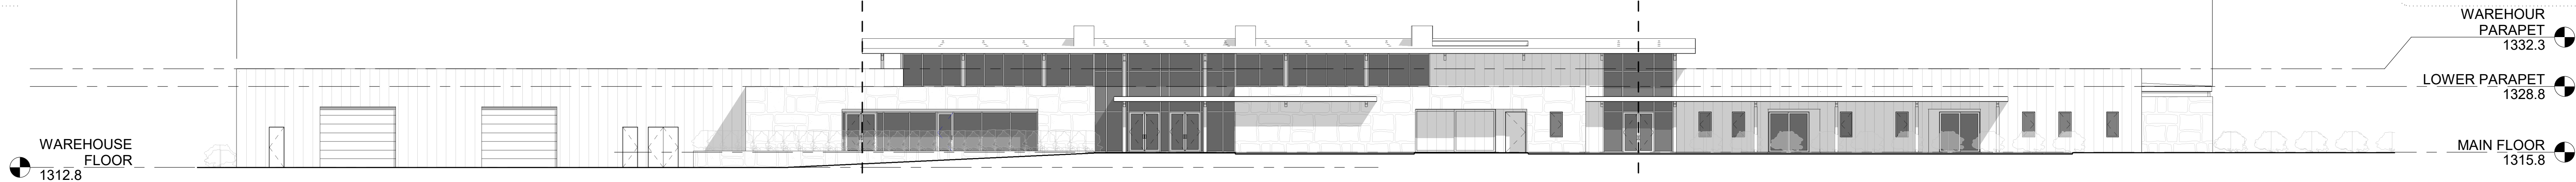 WAREHOUSE
FLOOR
1312.8
WAREHOUR
PARAPET
1332.3
LOWER PARAPET
1328.8
MAIN FLOOR
1315.8